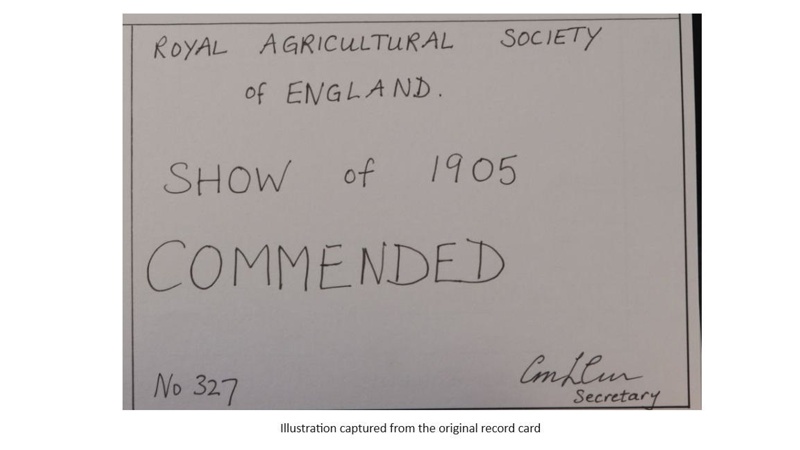 ROYAL AGRICULTURAL SOCIETY
of ENGLAND.
SHOW of 1905
COMMENDED
No 327
Secretary
Illustration captured from the original record card